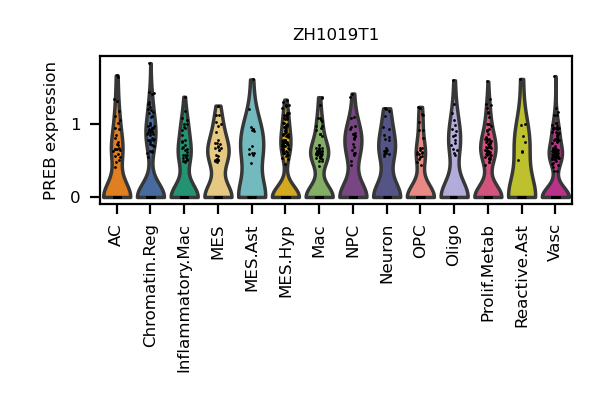 ZH1019T1
PREB expression
1
0
AC
Chromatin.Reg
Inflammatory.Mac
MES
MES.Ast
MES.Hyp
Mac
NPC
Neuron
OPC
Oligo
Prolif.Metab
Reactive.Ast
Vasc